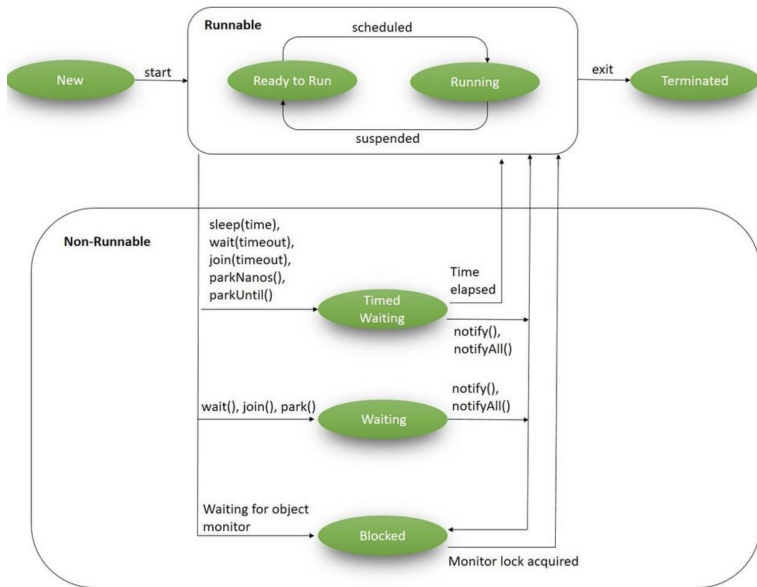 Runnable
scheduled
New
start
Ready to Run
Running
exit
Terminated
suspended
Non-Runnable
sleep(time),
wait(timeout),
join(timeout),
parkNanos(),
parkUntil()
Time
elapsed
Timed
Waiting
notify(),
notifyAll()
wait(), join(), park()
Waiting
notify(),
notifyAll()
Waiting for object
monitor
Blocked
Monitor lock acquired